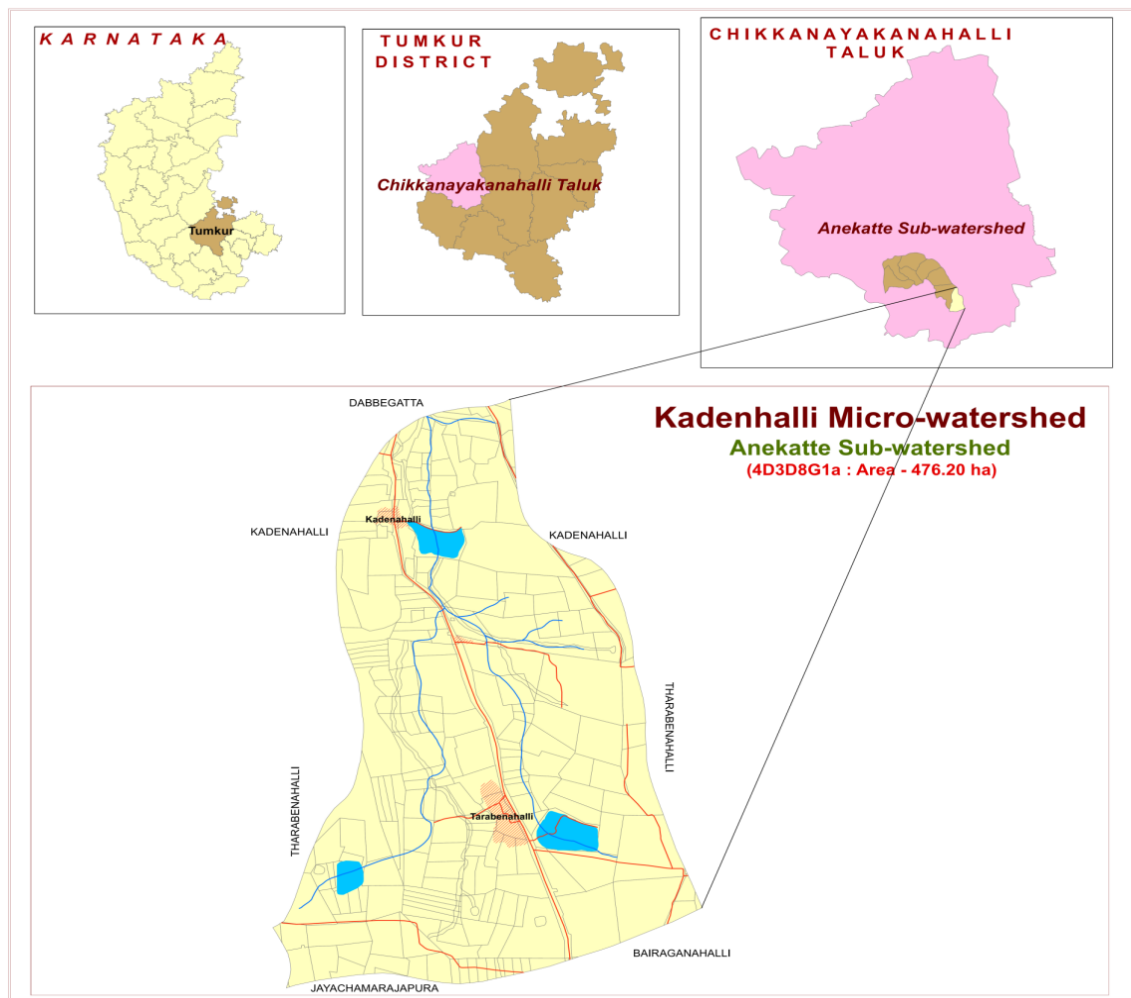 KARNATAKA
Tumkur
TUMKUR
DISTRICT
Chikkanayakanahalli Taluk
CHIKKANAYAKANAHALLI
TALUK
Anekatte Sub-watershed
Kadenhalli Micro-watershed
Anekatte Sub-watershed
(4D3D8G1a : Area - 476.20 ha)
DABBEGATTA
Kadenahalli
KADENAHALLI
KADENAHALLI
THARABENAHALLI
THARABENAHALLI
Tarabenahalli
BAIRAGANAHALLI
JAYACHAMARAJAPURA